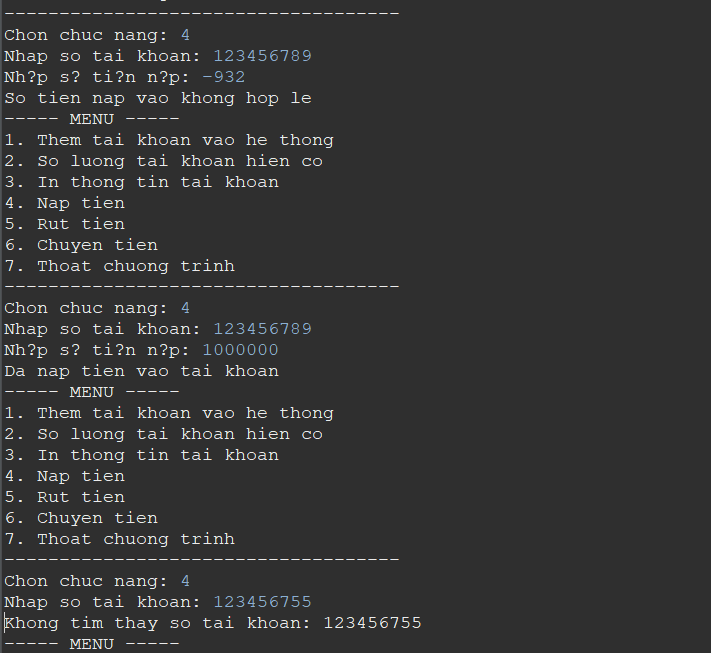 ------------------------------------
Chon chuc nang: 4
Nhap so tai khoan: 123456789
Nh?p s? ti?n n?p: -932
So tien nap vao khong hop le
----- MENU -----
1. Them tai khoan vao he thong
2. So luong tai khoan hien co
3. In thong tin tai khoan
4. Nap tien
5. Rut tien
6. Chuyen tien
7. Thoat chuong trinh
------------------------------------
Chon chuc nang: 4
Nhap so tai khoan: 123456789
Nh?p s? ti?n n?p: 1000000
Da nap tien vao tai khoan
----- MENU -----
1. Them tai khoan vao he thong
2. So luong tai khoan hien co
3. In thong tin tai khoan
4. Nap tien
5. Rut tien
6. Chuyen tien
7. Thoat chuong trinh
------------------------------------
Chon chuc nang: 4
Nhap so tai khoan: 123456755
Khong tim thay so tai khoan: 123456755
----- MENU -----